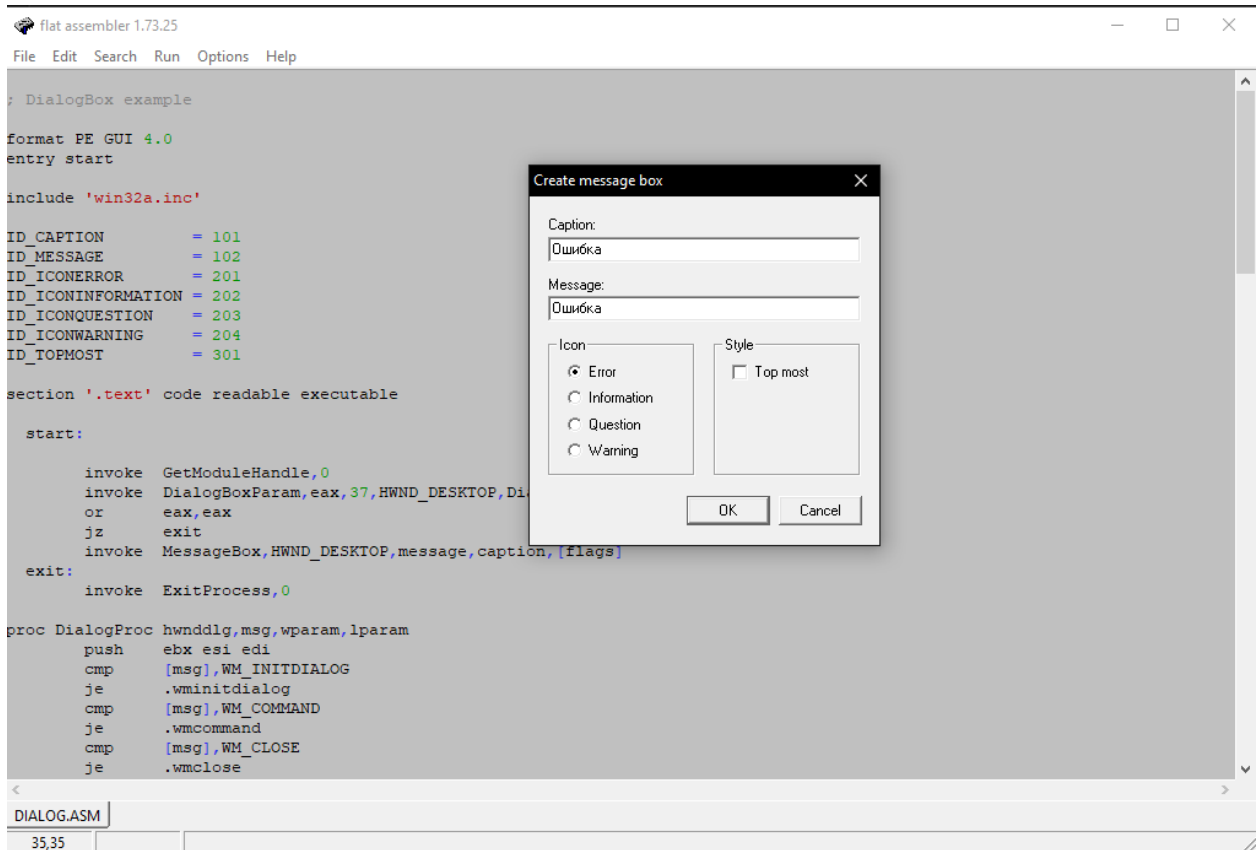 flat assembler 1.73.25
File Edit Search Run Options Help
; DialogBox example
format PE GUI 4.0
entry start
include 'win32a.inc'
ID_CAPTION = 101
ID_MESSAGE = 102
ID_ICONERROR = 201
ID_ICONINFORMATION = 202
ID_ICONQUESTION = 203
ID_ICONWARNING = 204
ID_TOPMOST = 301
section '.text' code readable executable
start:
invoke GetModuleHandle,0
invoke DialogBoxParam,eax,37,HWND_DESKTOP,Di
or eax,eax
jz exit
invoke MessageBox,HWND_DESKTOP,message,caption,[flags]
exit:
invoke ExitProcess,0
proc DialogProc hwnddlg,msg,wparam,lparam
push ebx esi edi
cmp [msg],WM_INITDIALOG
je .wminitdialog
cmp [msg],WM_COMMAND
je .wmcommand
cmp [msg],WM_CLOSE
je .wmclose
DIALOG.ASM
35,35
Create message box
Caption:
Ошибка
Message:
Ошибка
Icon
Error
Information
Question
Warning
Style
Top most
OK Cancel